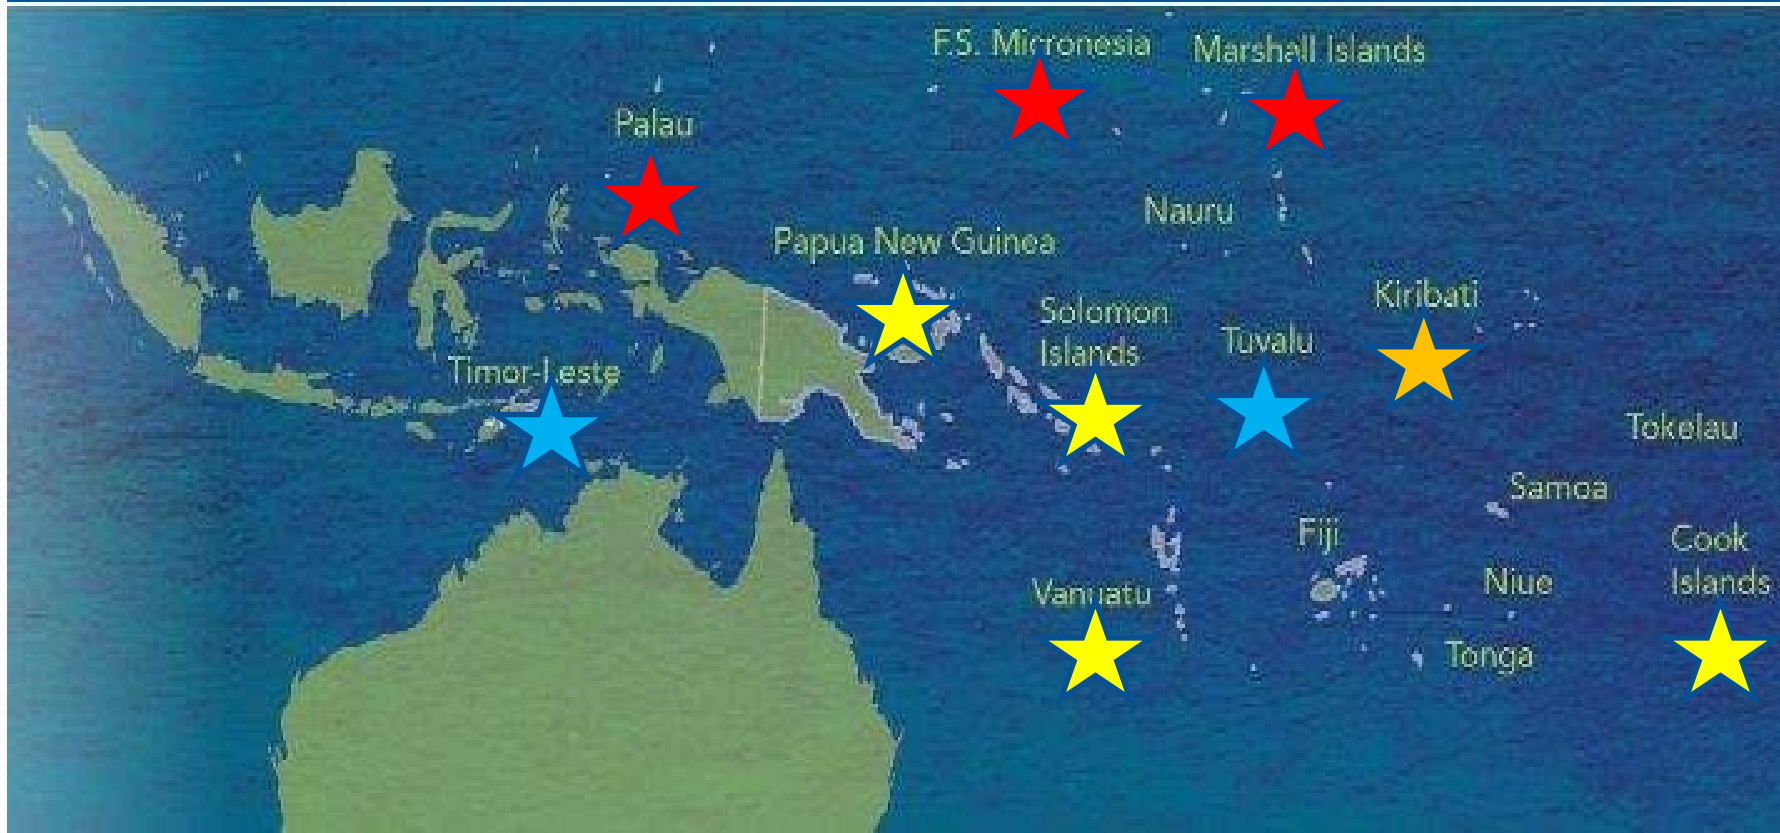 F.S. Micronesia
Marshall Islands
Palau
Nauru
Papua New Guinea
Kiribati
Solomon
Islands
Tuvalu
Timor-Leste
Tokelau
Samoa
Fiji
Cook
Islands
Niue
Vanuatu
Tonga